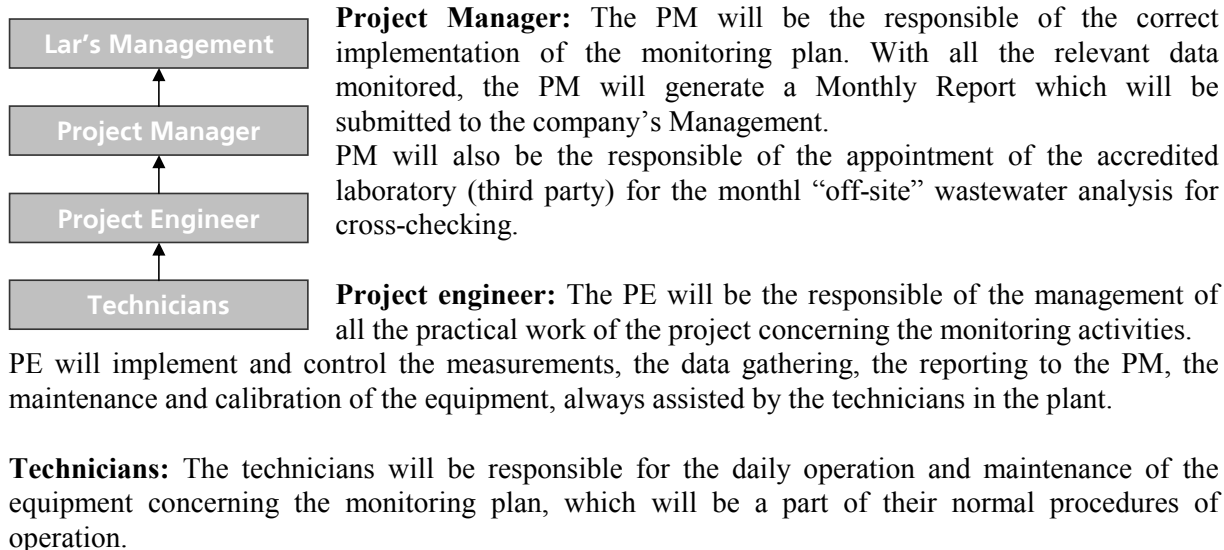 Lar's Management
Project Manager
Project Engineer
Technicians
Project Manager: The PM will be the responsible of the correct
implementation of the monitoring plan. With all the relevant data
monitored, the PM will generate a Monthly Report which will be
submitted to the company's Management.
PM will also be the responsible of the appointment of the accredited
laboratory (third party) for the monthl “off-site” wastewater analysis for
cross-checking.
Project engineer: The PE will be the responsible of the management of
all the practical work of the project concerning the monitoring activities.
PE will implement and control the measurements, the data gathering, the reporting to the PM, the
maintenance and calibration of the equipment, always assisted by the technicians in the plant.
Technicians: The technicians will be responsible for the daily operation and maintenance of the
equipment concerning the monitoring plan, which will be a part of their normal procedures of
operation.